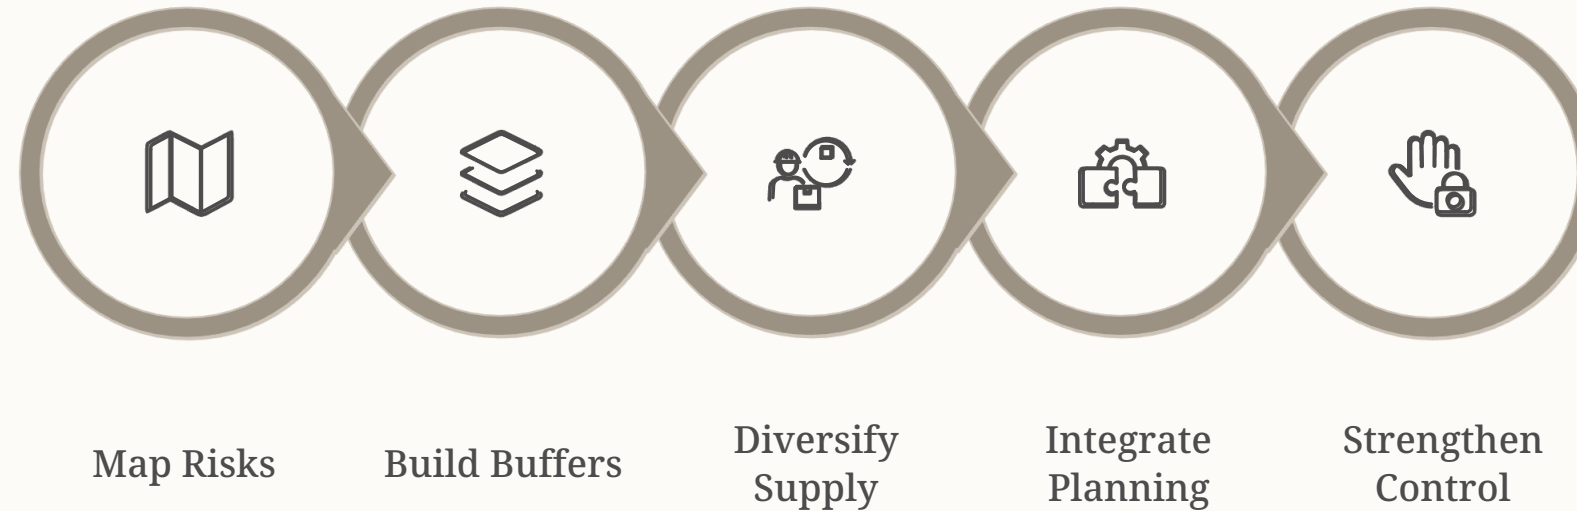 Map Risks
Build Buffers
Diversify
Supply
Integrate
Planning
Strengthen
Control